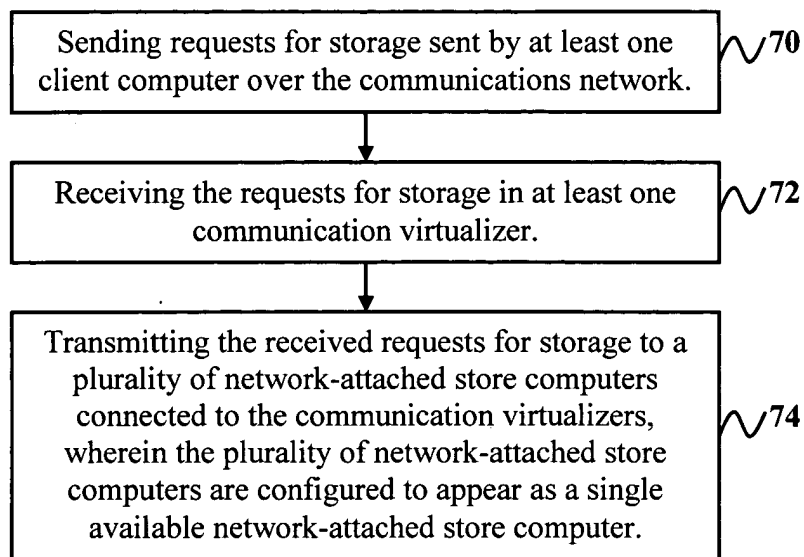 Sending requests for storage sent by at least one
client computer over the communications network.
70
Receiving the requests for storage in at least one
communication virtualizer.
72
Transmitting the received requests for storage to a
plurality of network-attached store computers
connected to the communication virtualizers,
wherein the plurality of network-attached store
computers are configured to appear as a single
available network-attached store computer.
74